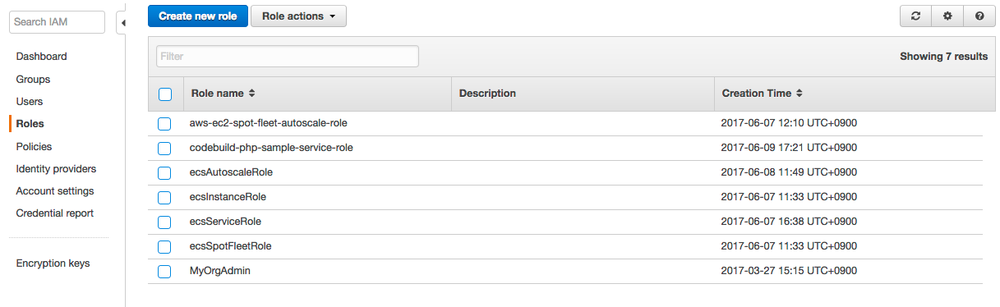 Search IAM
Dashboard
Groups
Users
Roles
Policies
Identity providers
Account settings
Credential report
Encryption keys
Create new role Role actions
Filter Showing 7 results
Role name Description Creation Time
aws-ec2-spot-fleet-autoscale-role 2017-06-07 12:10 UTC+0900
codebuild-php-sample-service-role 2017-06-09 17:21 UTC+0900
ecsAutoscaleRole 2017-06-08 11:49 UTC+0900
ecsInstanceRole 2017-06-07 11:33 UTC+0900
ecsServiceRole 2017-06-07 16:38 UTC+0900
ecsSpotFleetRole 2017-06-07 11:33 UTC+0900
MyOrgAdmin 2017-03-27 15:15 UTC+0900